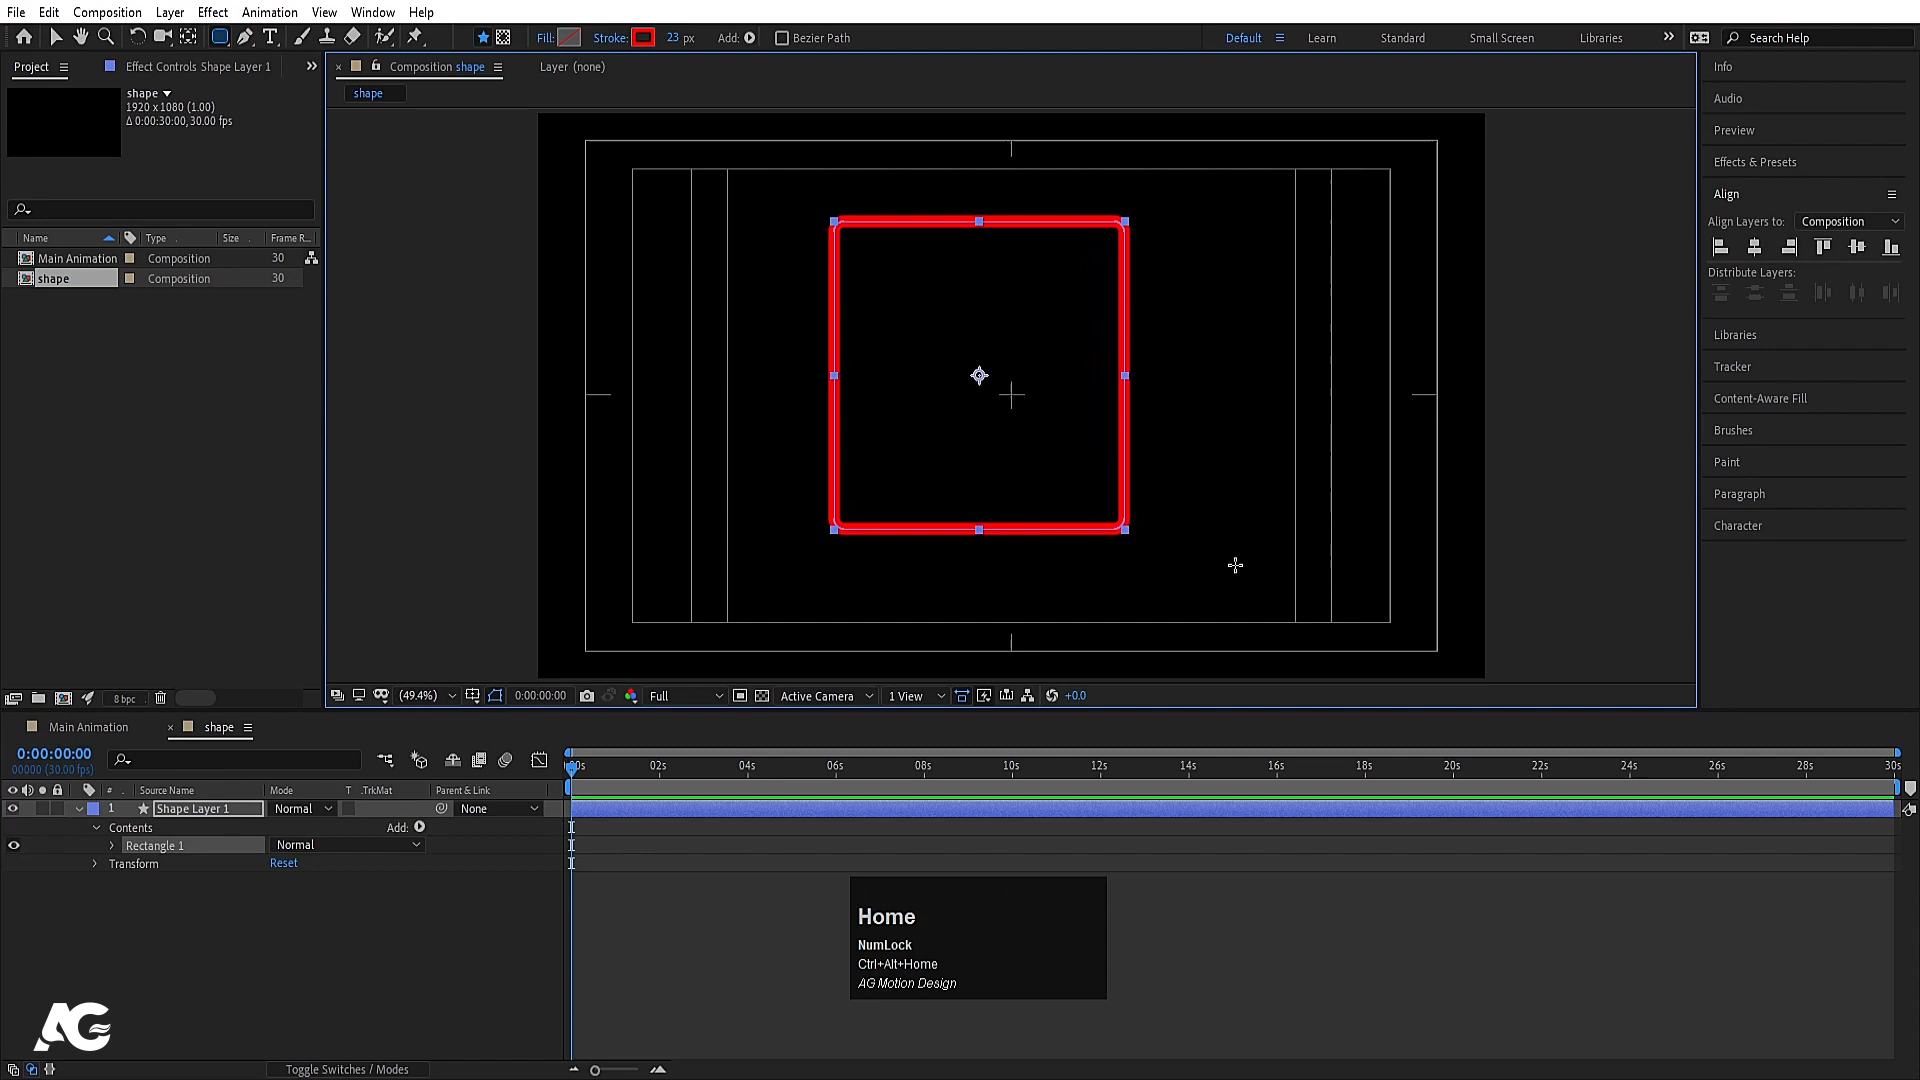 File Edit Composition Layer Effect Animation View Window Help
Fill: Stroke: 23 px Add: Bezier Path Default Learn Standard Small Screen Libraries Search Help
Project Effect Controls Shape Layer 1
Composition shape Layer (none)
shape
shape
1920 x 1080 (1.00)
Δ 0:00:30:00, 30.00 fps
Name Type Size Frame R...
Main Animation Composition 30
shape Composition 30
8 bpc
Info
Audio
Preview
Effects & Presets
Align
Align Layers to: Composition
Distribute Layers:
Libraries
Tracker
Content-Aware Fill
Brushes
Paint
Paragraph
Character
(49.4%) 0:00:00:00 Full Active Camera 1 View +0.0
Main Animation shape
0:00:00:00
00000 (30.00 fps)
02s 04s 06s 08s 10s 12s 14s 16s 18s 20s 22s 24s 26s 28s 30s
# Source Name Mode T .TrkMat Parent & Link
1 Shape Layer 1 Normal None
Contents Add:
Rectangle 1 Normal
Transform Reset
Home
NumLock
Ctrl+Alt+Home
AG Motion Design
AG
Toggle Switches / Modes